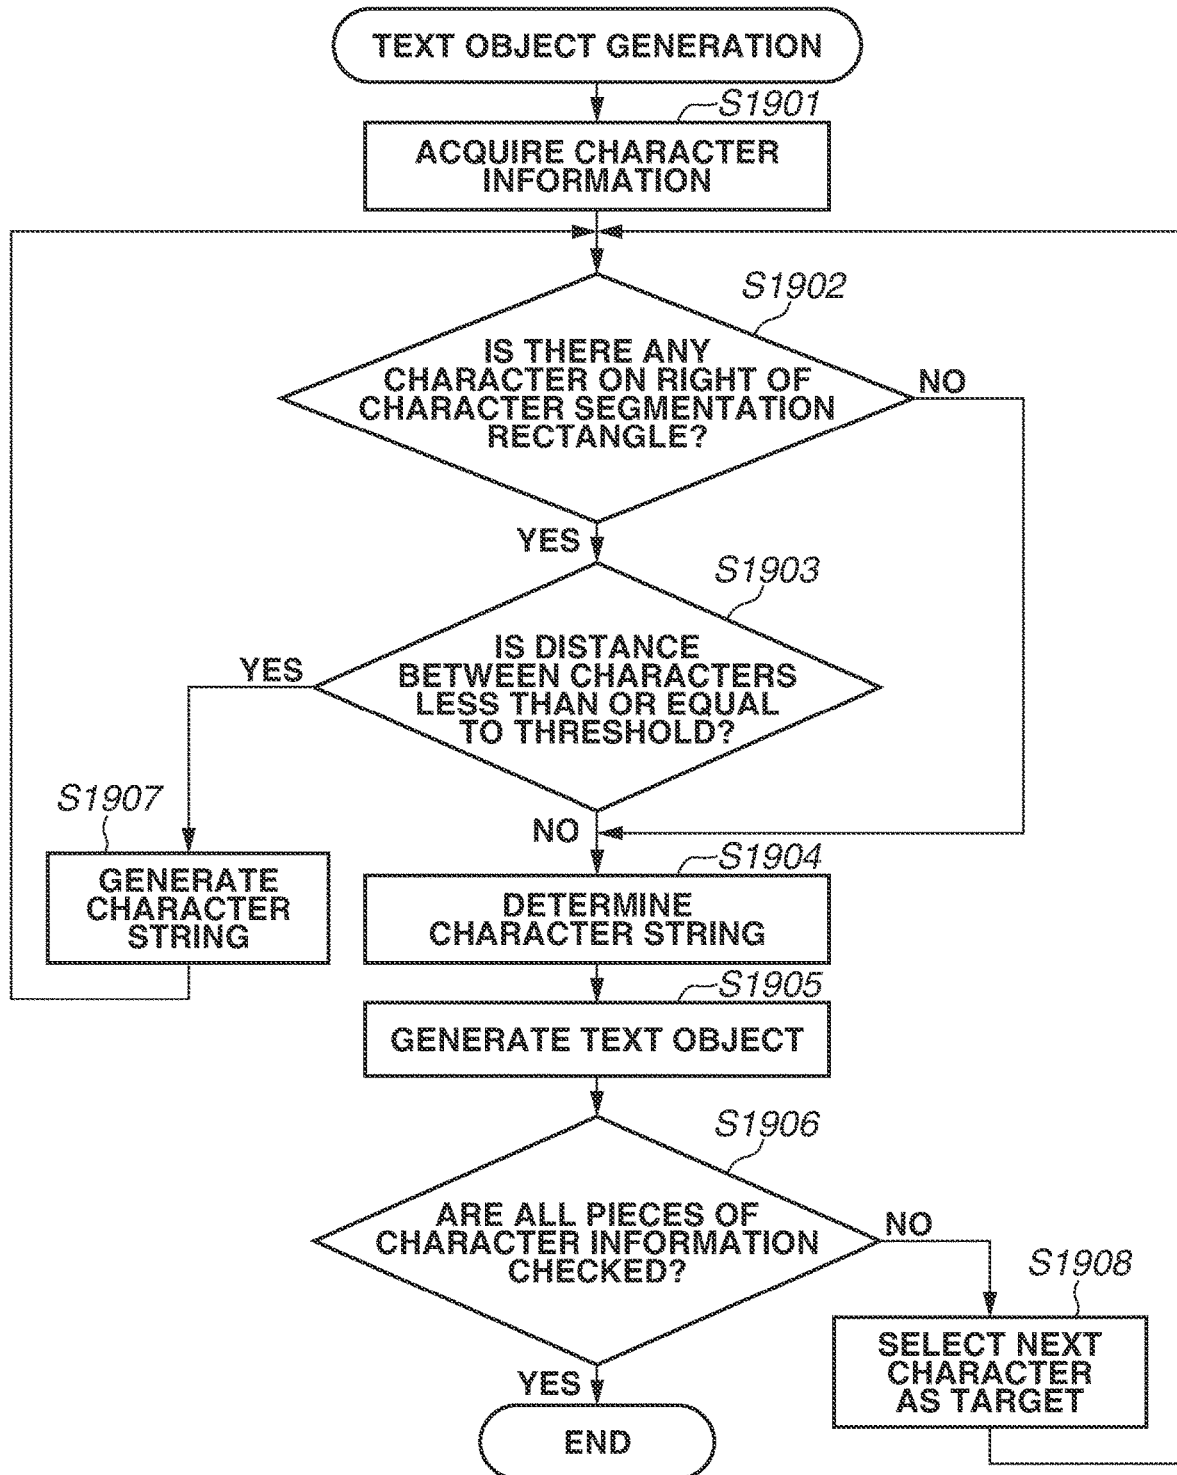 TEXT OBJECT GENERATION
S1901
ACQUIRE CHARACTER
INFORMATION
S1902
IS THERE ANY
CHARACTER ON RIGHT OF
CHARACTER SEGMENTATION
RECTANGLE?
NO
YES
S1903
IS DISTANCE
BETWEEN CHARACTERS
LESS THAN OR EQUAL
TO THRESHOLD?
YES
NO
S1907
GENERATE
CHARACTER
STRING
S1904
DETERMINE
CHARACTER STRING
S1905
GENERATE TEXT OBJECT
S1906
ARE ALL PIECES OF
CHARACTER INFORMATION
CHECKED?
NO
S1908
SELECT NEXT
CHARACTER
AS TARGET
YES
END